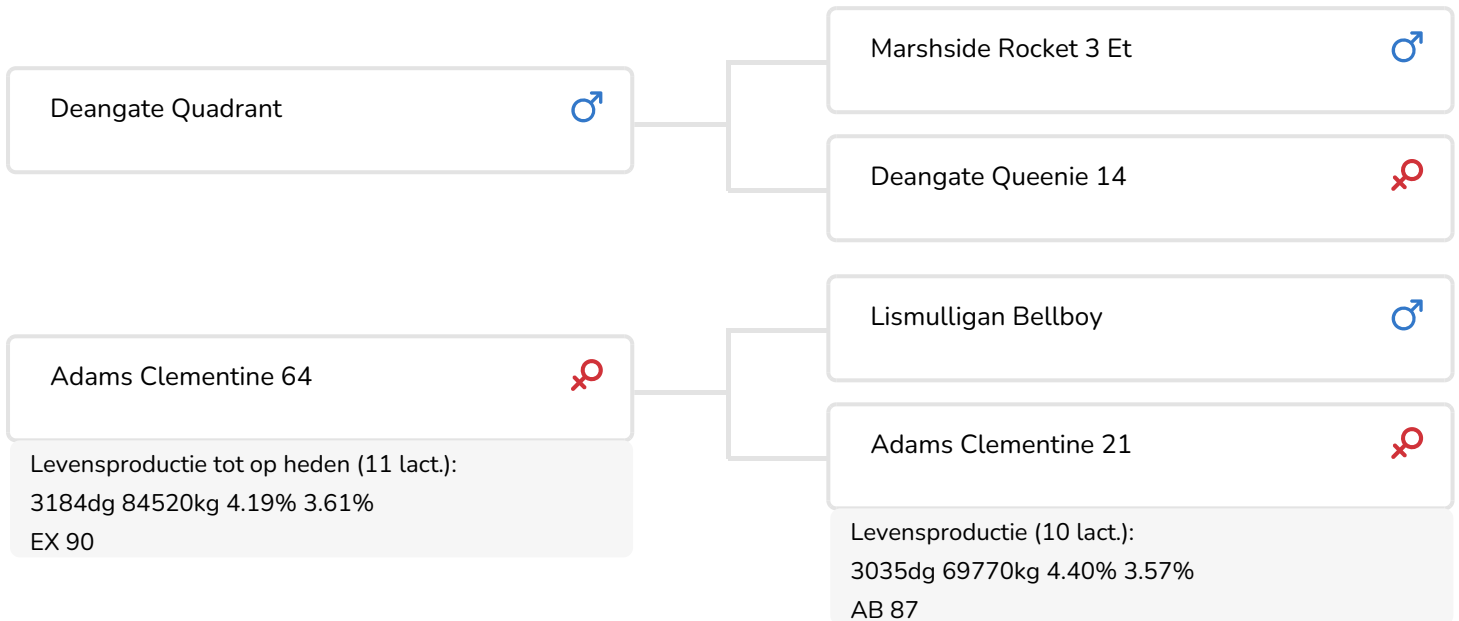 Deangate Quadrant
Marshside Rocket 3 Et
Deangate Queenie 14
Adams Clementine 64
Levensproductie tot op heden (11 lact.):
3184dg 84520kg 4.19% 3.61%
EX 90
Lismulligan Bellboy
Adams Clementine 21
Levensproductie (10 lact.):
3035dg 69770kg 4.40% 3.57%
AB 87